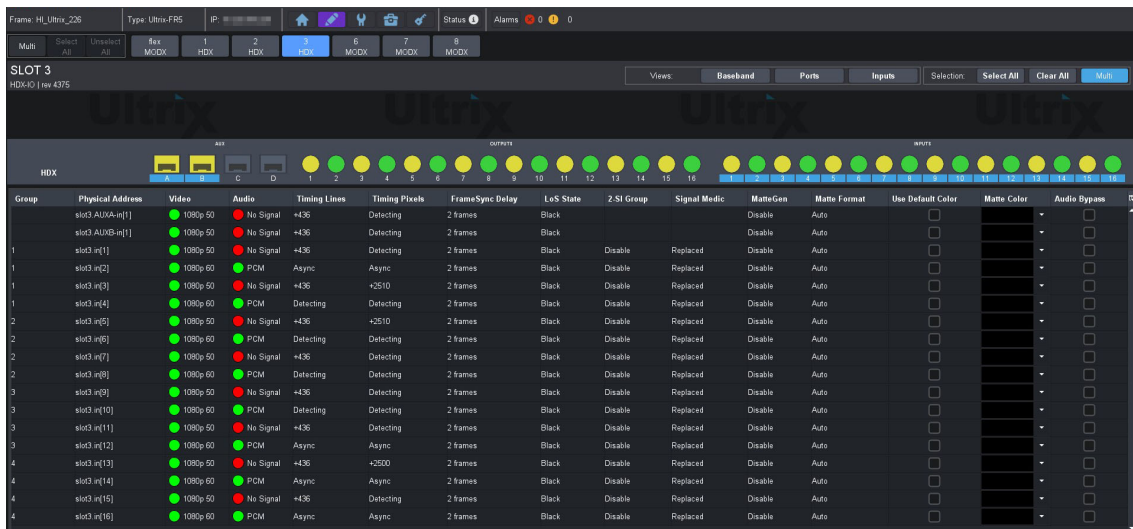 Frame: HI_Ultrix_226 Type: Ultrix-FR5 IP: Status Alarms 0 0
Multi Select All Unselect All flex MODX 1 HDX 2 HDX 3 HDX 6 MODX 7 MODX 8 MODX
SLOT 3
HDX-IO | rev 4375
Views: Baseband Ports Inputs Selection: Select All Clear All Multi
Ultrix Ultrix Ultrix Ultrix
AUX OUTPUTS INPUTS
HDX
A B C D 1 2 3 4 5 6 7 8 9 10 11 12 13 14 15 16 1 2 3 4 5 6 7 8 9 10 11 12 13 14 15 16
Group Physical Address Video Audio Timing Lines Timing Pixels FrameSync Delay LoS State 2-SI Group Signal Medic MatteGen Matte Format Use Default Color Matte Color Audio Bypass
slot3.AUXA-in[1] 1080p 50 No Signal +436 Detecting 2 frames Black Disable Auto
slot3.AUXB-in[1] 1080p 50 No Signal +436 Detecting 2 frames Black Disable Auto
1 slot3.in[1] 1080p 50 No Signal +436 Detecting 2 frames Black Disable Replaced Disable Auto
1 slot3.in[2] 1080p 60 PCM Async Async 2 frames Black Disable Replaced Disable Auto
1 slot3.in[3] 1080p 50 No Signal +436 +2510 2 frames Black Disable Replaced Disable Auto
1 slot3.in[4] 1080p 60 PCM Detecting Detecting 2 frames Black Disable Replaced Disable Auto
2 slot3.in[5] 1080p 50 No Signal +436 +2510 2 frames Black Disable Replaced Disable Auto
2 slot3.in[6] 1080p 60 PCM Detecting Detecting 2 frames Black Disable Replaced Disable Auto
2 slot3.in[7] 1080p 50 No Signal +436 Detecting 2 frames Black Disable Replaced Disable Auto
2 slot3.in[8] 1080p 60 PCM Detecting Detecting 2 frames Black Disable Replaced Disable Auto
3 slot3.in[9] 1080p 50 No Signal +436 Detecting 2 frames Black Disable Replaced Disable Auto
3 slot3.in[10] 1080p 60 PCM Detecting Detecting 2 frames Black Disable Replaced Disable Auto
3 slot3.in[11] 1080p 50 No Signal +436 Detecting 2 frames Black Disable Replaced Disable Auto
3 slot3.in[12] 1080p 60 PCM Async Async 2 frames Black Disable Replaced Disable Auto
4 slot3.in[13] 1080p 50 No Signal +436 +2500 2 frames Black Disable Replaced Disable Auto
4 slot3.in[14] 1080p 60 PCM Async Async 2 frames Black Disable Replaced Disable Auto
4 slot3.in[15] 1080p 50 No Signal +436 Detecting 2 frames Black Disable Replaced Disable Auto
4 slot3.in[16] 1080p 60 PCM Async Async 2 frames Black Disable Replaced Disable Auto